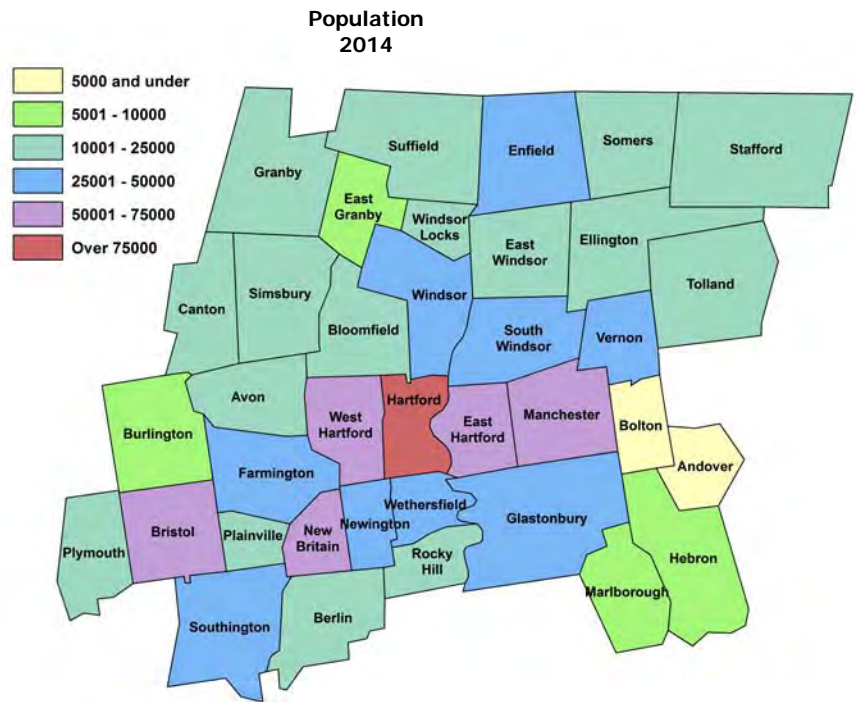 Population
2014
5000 and under
5001 - 10000
10001 - 25000
25001 - 50000
50001 - 75000
Over 75000
Granby
Suffield
Enfield
Somers
Stafford
East
Granby
Windsor
Locks
East
Windsor
Ellington
Tolland
Canton
Simsbury
Bloomfield
Windsor
South
Windsor
Vernon
Burlington
Avon
West
Hartford
Hartford
East
Hartford
Manchester
Bolton
Andover
Farmington
Plymouth
Bristol
Plainville
New
Britain
Newington
Wethersfield
Glastonbury
Rocky
Hill
Hebron
Marlborough
Southington
Berlin